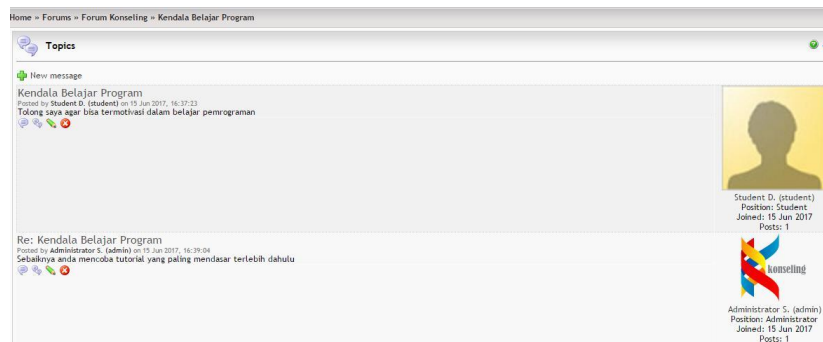 Home » Forums » Forum Konseling » Kendala Belajar Program
Topics
New message
Kendala Belajar Program
Posted by Student D. (student) on 15 Jun 2017, 16:37:23
Tolong saya agar bisa termotivasi dalam belajar pemrograman
Student D. (student)
Position: Student
Joined: 15 Jun 2017
Posts: 1
Re: Kendala Belajar Program
Posted by Administrator S. (admin) on 15 Jun 2017, 16:39:04
Sebaiknya anda mencoba tutorial yang paling mendasar terlebih dahulu
konseling
Administrator S. (admin)
Position: Administrator
Joined: 15 Jun 2017
Posts: 1